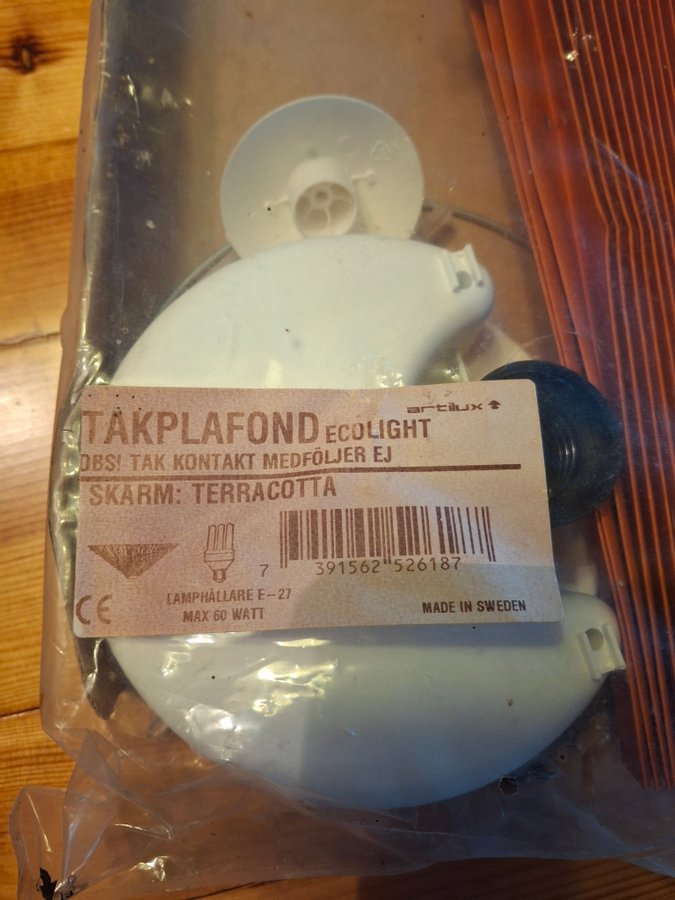 artilux
TAKPLAFOND ECOLIGHT
OBS! TAK KONTAKT MEDFÖLJER EJ
SKÄRM: TERRACOTTA
7 391562 526187
CE
LAMPHÅLLARE E-27
MAX 60 WATT
MADE IN SWEDEN